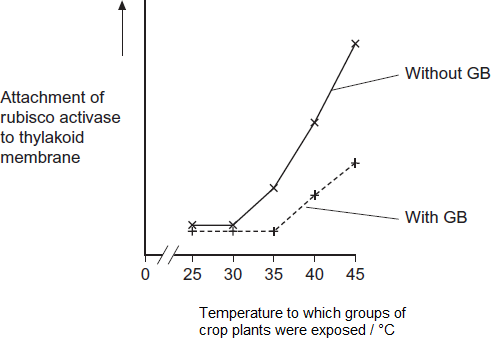 Without GB
Attachment of
rubisco activase
to thylakoid
membrane
With GB
0 25 30 35 40 45
Temperature to which groups of
crop plants were exposed / °C